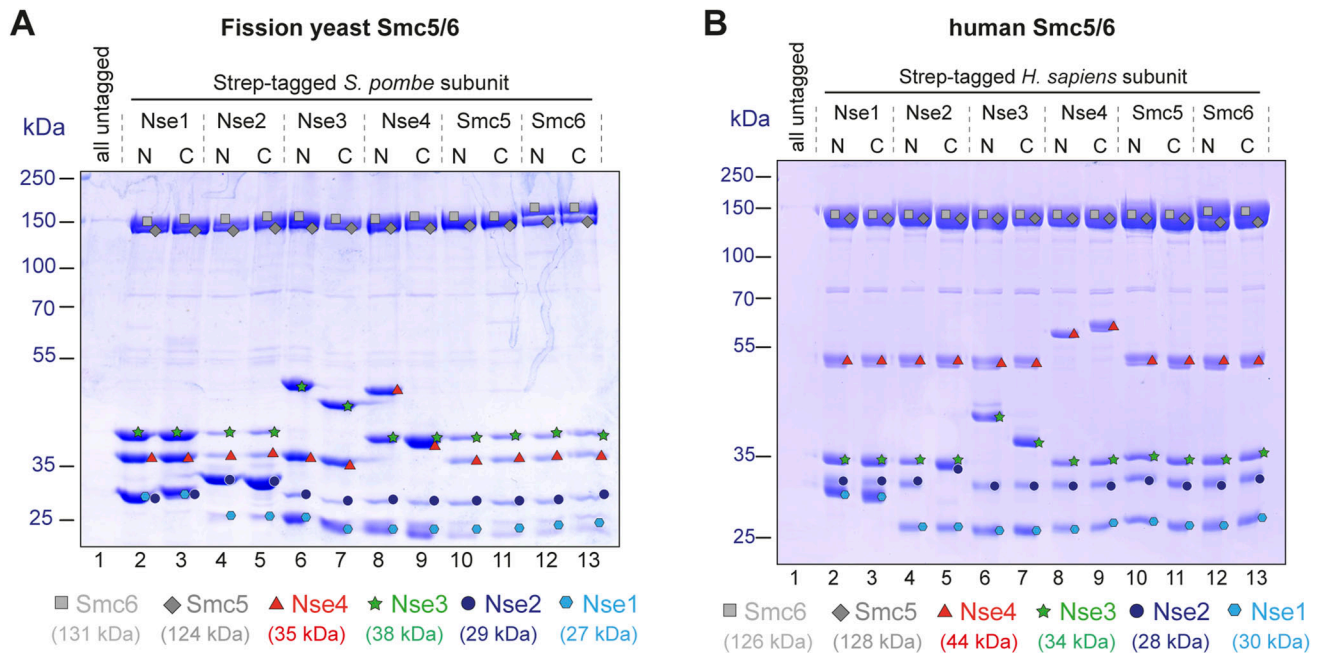 A
Fission yeast Smc5/6
all untagged
Strep-tagged S. pombe subunit
kDa
Nse1 Nse2 Nse3 Nse4 Smc5 Smc6
N C N C N C N C N C N C
250
150
100
70
55
35
25
1 2 3 4 5 6 7 8 9 10 11 12 13
Smc6 Smc5 Nse4 Nse3 Nse2 Nse1
(131 kDa) (124 kDa) (35 kDa) (38 kDa) (29 kDa) (27 kDa)
B
human Smc5/6
all untagged
Strep-tagged H. sapiens subunit
kDa
Nse1 Nse2 Nse3 Nse4 Smc5 Smc6
N C N C N C N C N C N C
250
150
100
70
55
35
25
1 2 3 4 5 6 7 8 9 10 11 12 13
Smc6 Smc5 Nse4 Nse3 Nse2 Nse1
(126 kDa) (128 kDa) (44 kDa) (34 kDa) (28 kDa) (30 kDa)